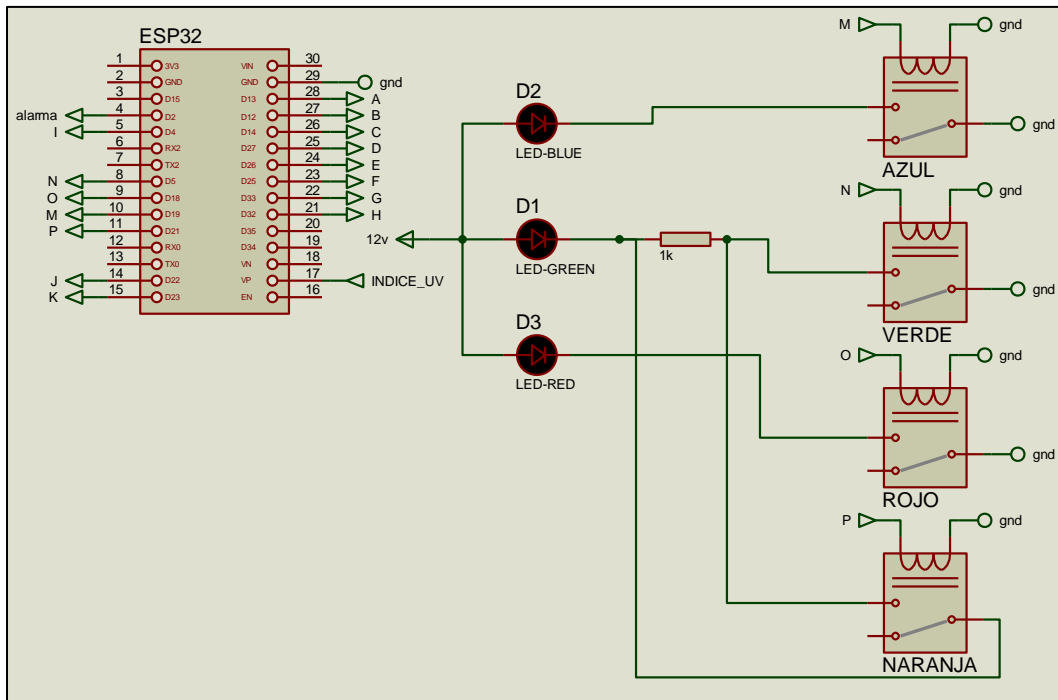 ESP32
1 3V3 VIN 30
2 GND GND 29 gnd
3 D15 D13 28 A
alarma 4 D2 D12 27 B
I 5 D4 D14 26 C
6 RX2 D27 25 D
7 TX2 D26 24 E
N 8 D5 D25 23 F
O 9 D18 D33 22 G
M 10 D19 D32 21 H
P 11 D21 D35 20
12 RX0 D34 19
13 TX0 VN 18
J 14 D22 VP 17 INDICE_UV
K 15 D23 EN 16
12v
D2
LED-BLUE
D1
LED-GREEN
1k
D3
LED-RED
M gnd
gnd
AZUL
N gnd
gnd
VERDE
O gnd
gnd
ROJO
P gnd
NARANJA